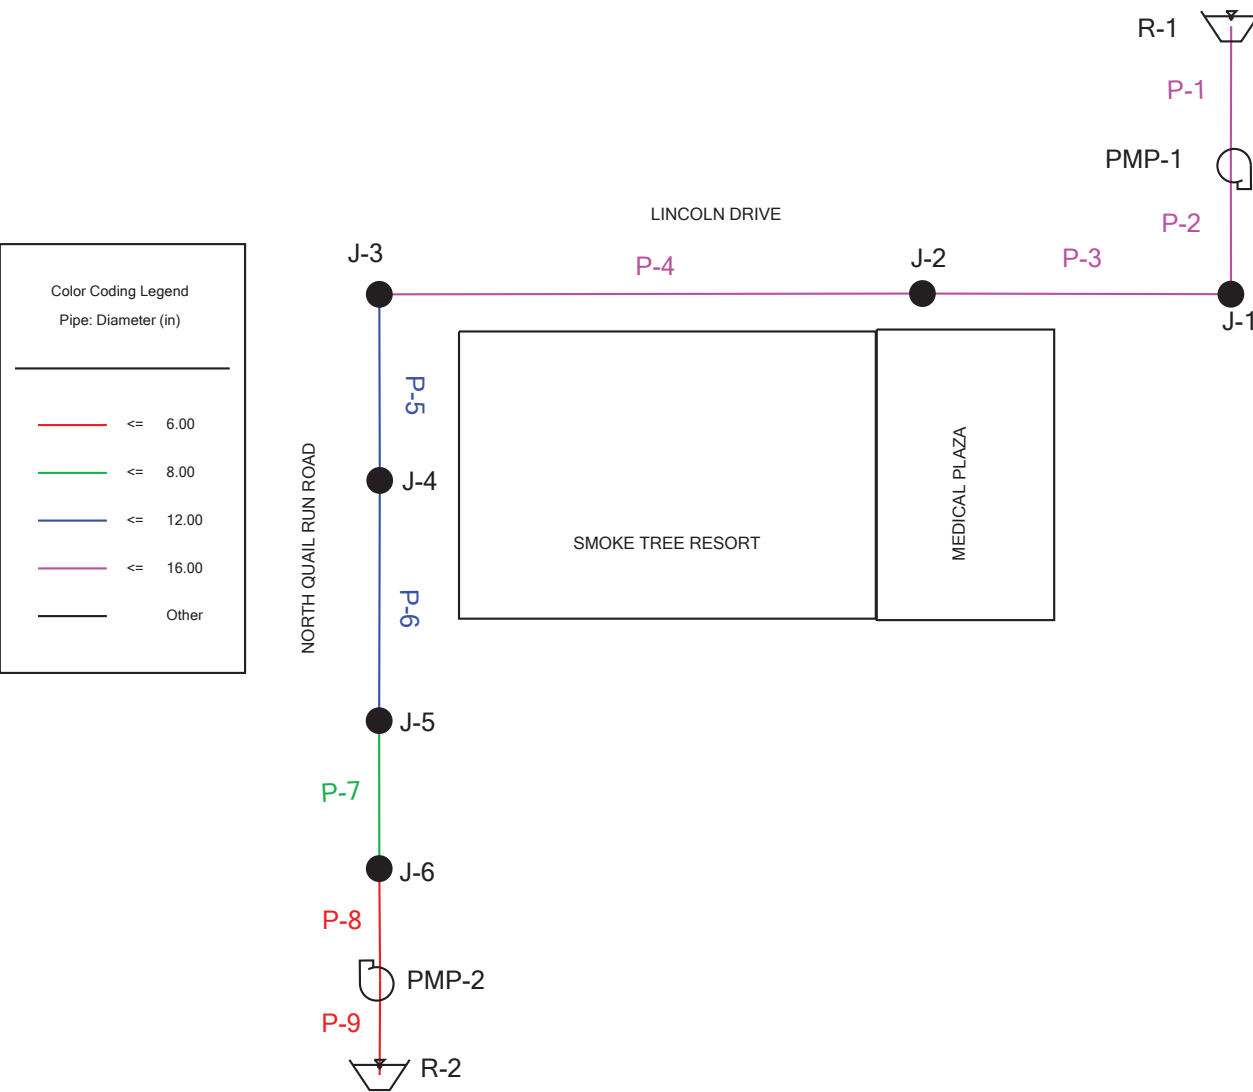 R-1
P-1
PMP-1
P-2
LINCOLN DRIVE
J-3
P-4
J-2
P-3
J-1
Color Coding Legend
Pipe: Diameter (in)
<= 6.00
<= 8.00
<= 12.00
<= 16.00
Other
P-5
NORTH QUAIL RUN ROAD
J-4
SMOKE TREE RESORT
MEDICAL PLAZA
P-6
J-5
P-7
J-6
P-8
PMP-2
P-9
R-2